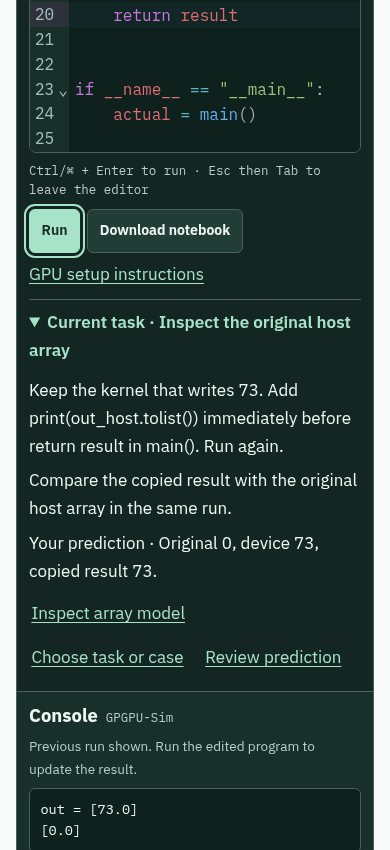 20 return result
21
22
23 if __name__ == "__main__":
24 actual = main()
25
Ctrl/⌘ + Enter to run · Esc then Tab to
leave the editor
Run Download notebook
GPU setup instructions
▼ Current task · Inspect the original host
array
Keep the kernel that writes 73. Add
print(out_host.tolist()) immediately before
return result in main(). Run again.
Compare the copied result with the original
host array in the same run.
Your prediction · Original 0, device 73,
copied result 73.
Inspect array model
Choose task or case Review prediction
Console GPGPU-Sim
Previous run shown. Run the edited program to
update the result.
out = [73.0]
[0.0]